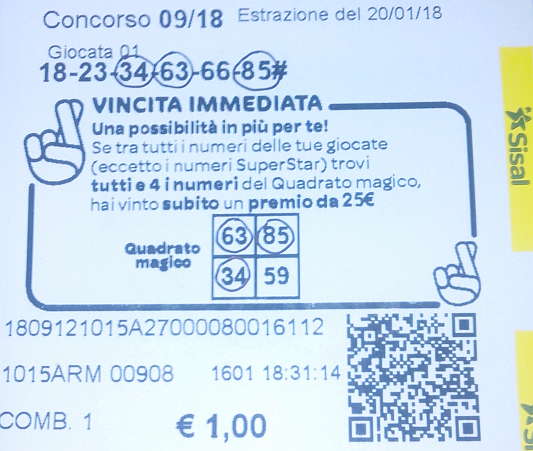 Concorso 09/18 Estrazione del 20/01/18
Giocata 01
18-23-34-63-66-85#
VINCITA IMMEDIATA
Una possibilità in più per te!
Se tra tutti i numeri delle tue giocate
(eccetto i numeri SuperStar) trovi
tutti e 4 i numeri del Quadrato magico,
hai vinto subito un premio da 25€
Quadrato
magico
63 85
34 59
1809121015A27000080016112
1015ARM 00908 1601 18:31:14
COMB. 1 € 1,00
Sisal